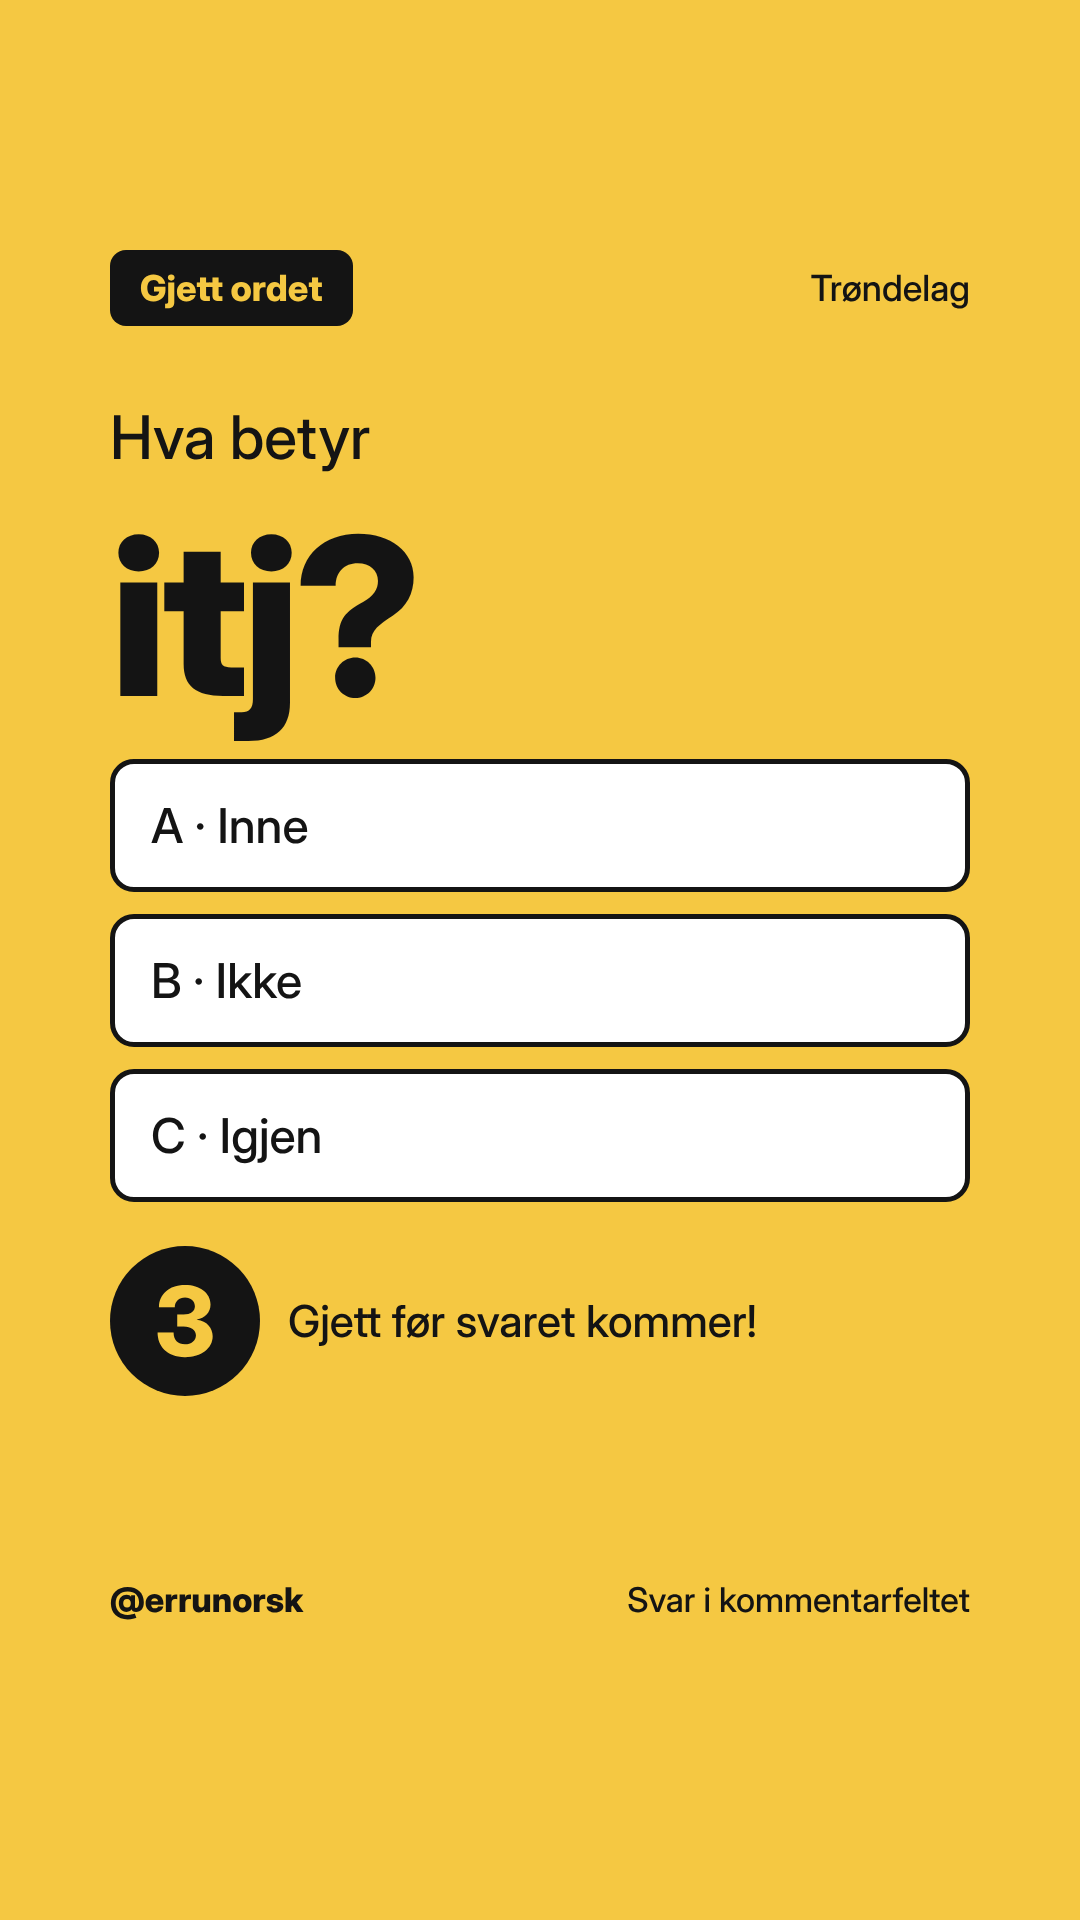 Gjett ordet
Trøndelag
Hva betyr
itj?
A · Inne
B · Ikke
C · Igjen
3
Gjett før svaret kommer!
@errunorsk
Svar i kommentarfeltet